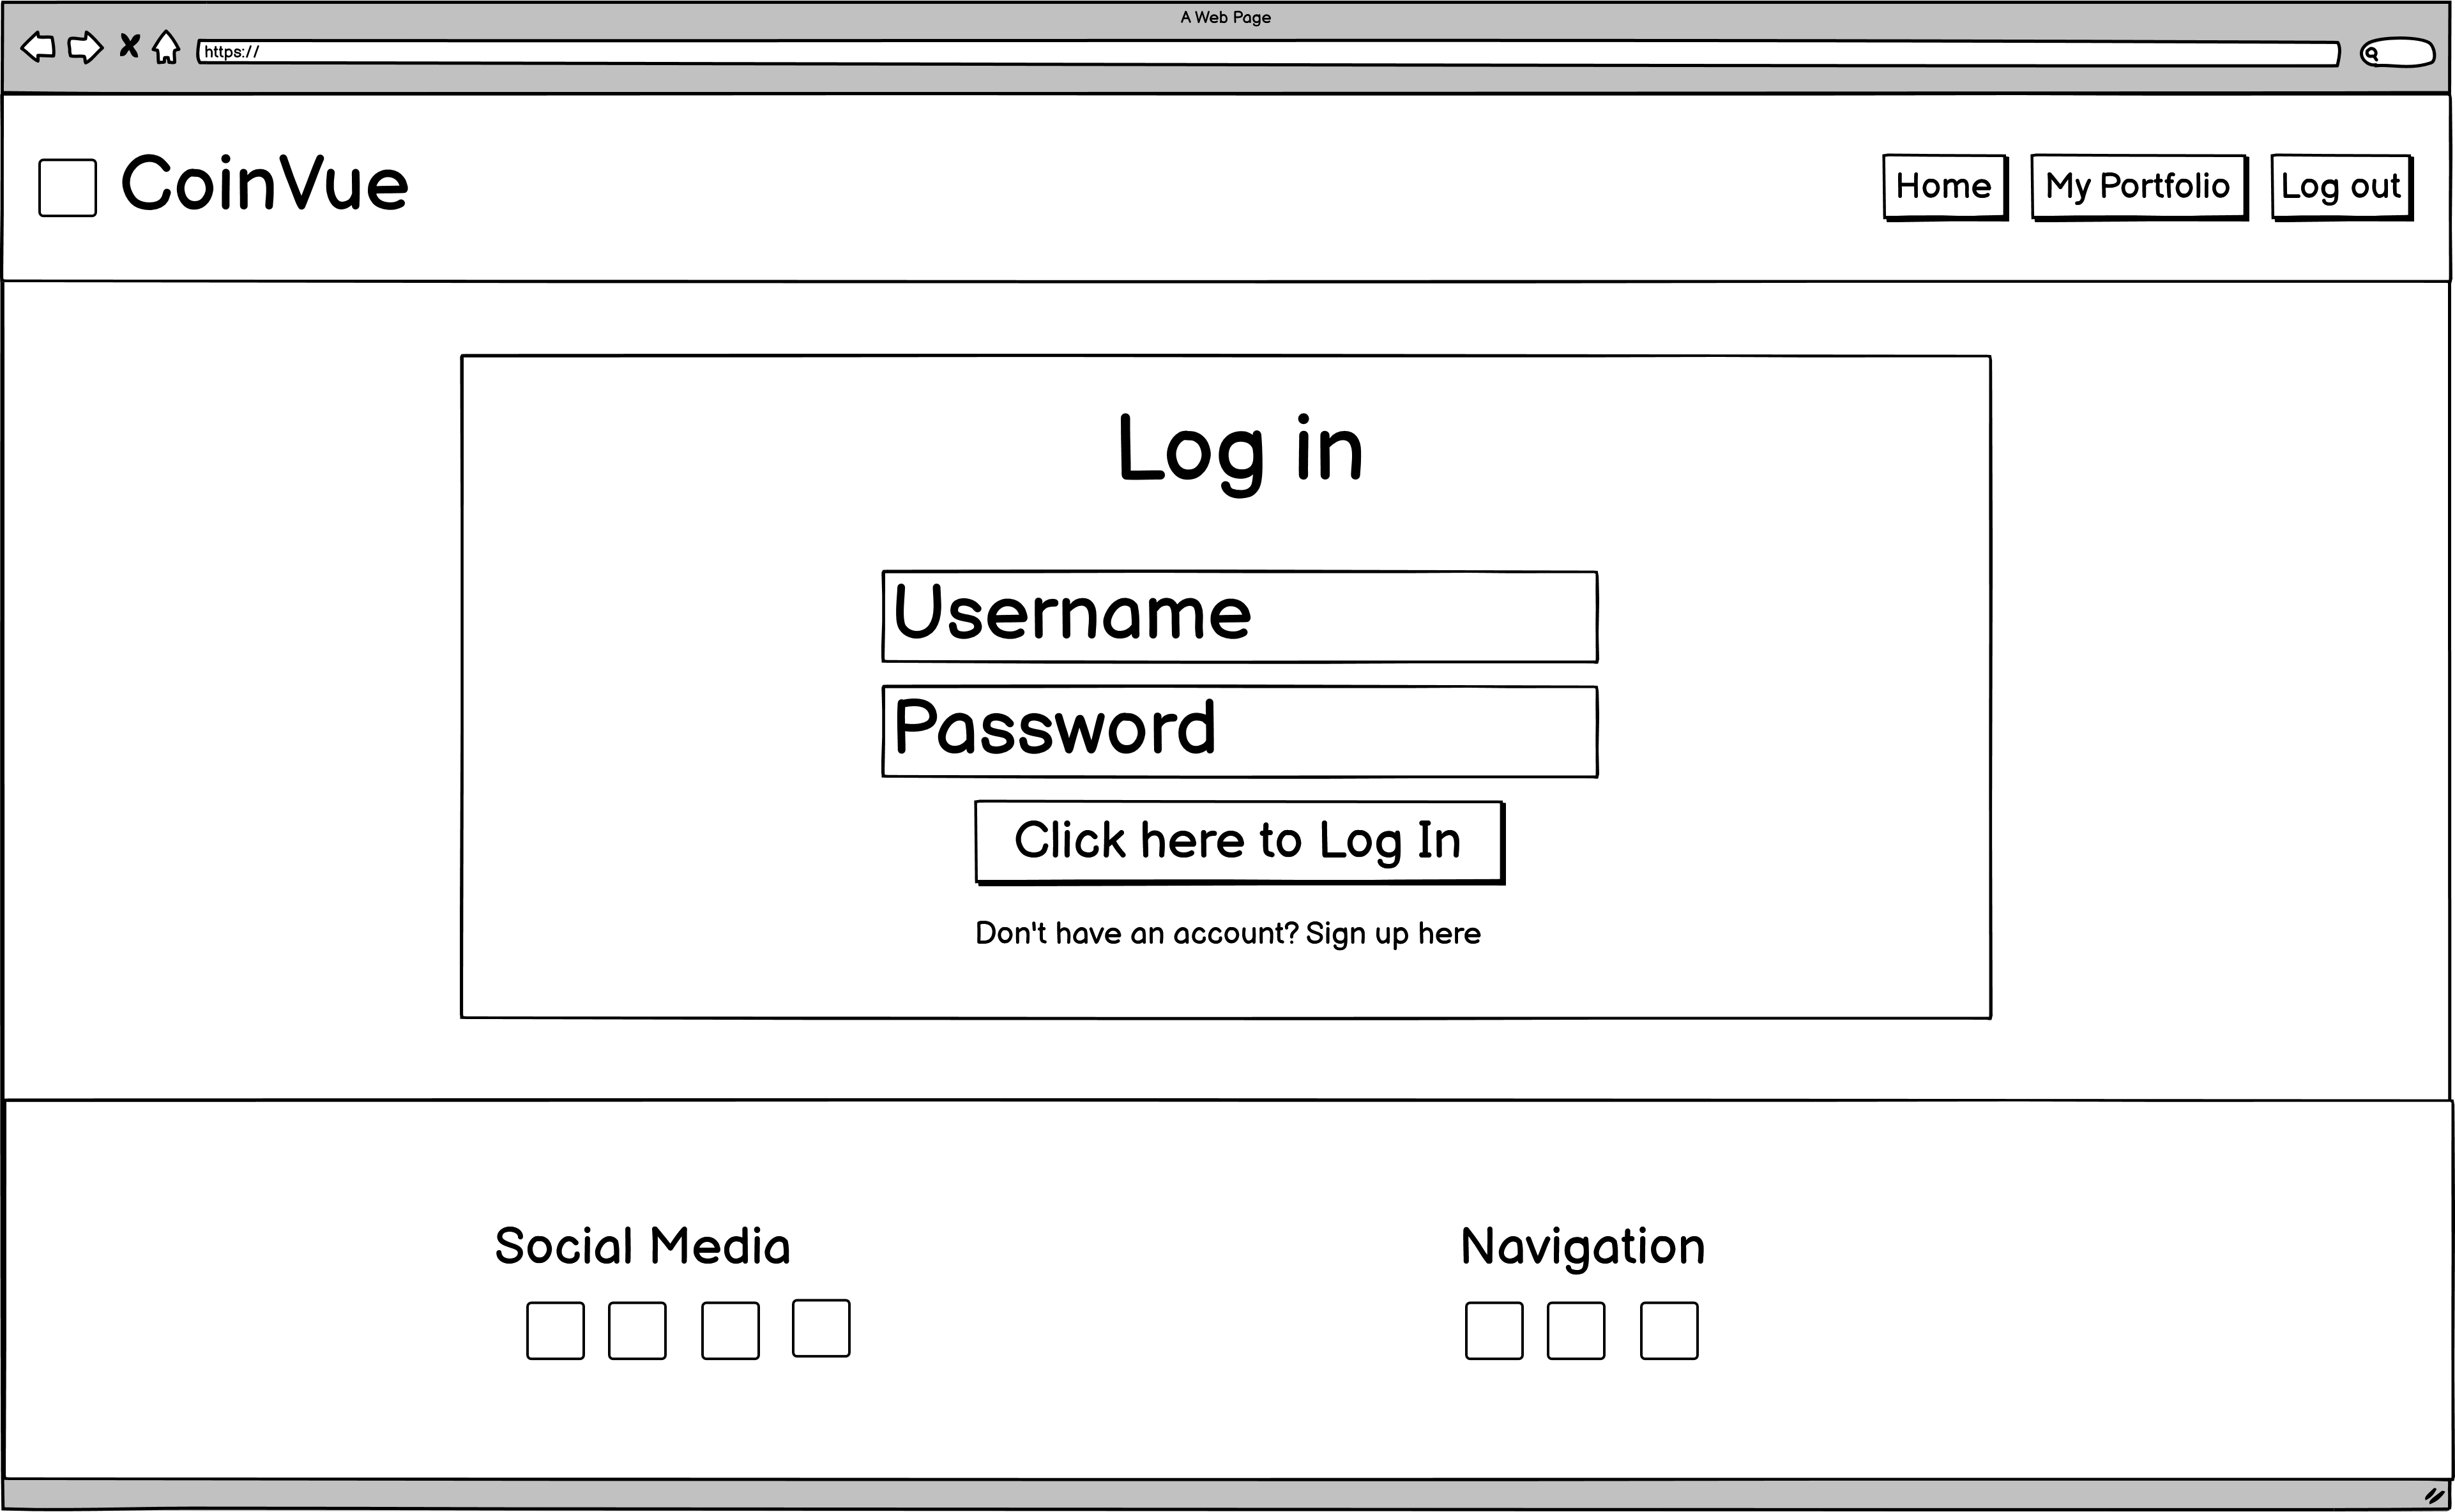 A Web Page
https://
CoinVue
Home
My Portfolio
Log out
Log in
Username
Password
Click here to Log In
Don't have an account? Sign up here
Social Media
Navigation